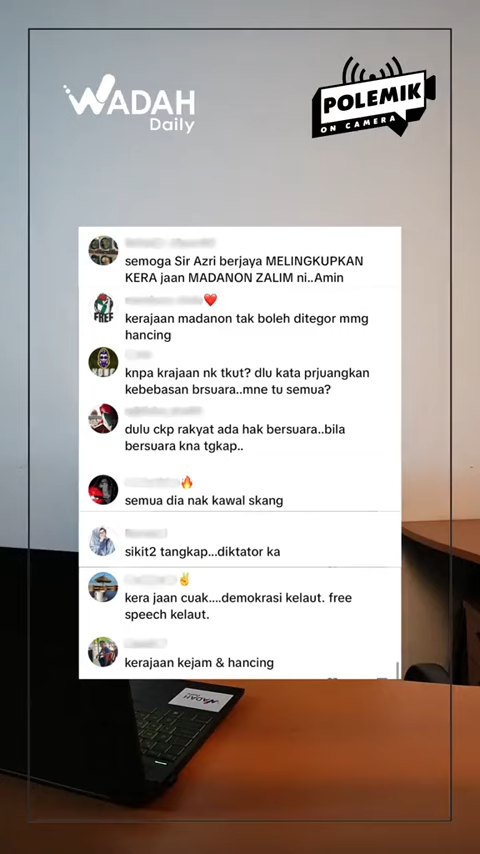 WADAH
Daily
POLEMIK
ON CAMERA
semoga Sir Azri berjaya MELINGKUPKAN
KERA jaan MADANON ZALIM ni..Amin
FREE
kerajaan madanon tak boleh ditegor mmg
hancing
knpa krajaan nk tkut? dlu kata prjuangkan
kebebasan brsuara..mne tu semua?
dulu ckp rakyat ada hak bersuara..bila
bersuara kna tgkap..
semua dia nak kawal skang
sikit2 tangkap...diktator ka
kera jaan cuak....demokrasi kelaut. free
speech kelaut.
kerajaan kejam & hancing
WADAH